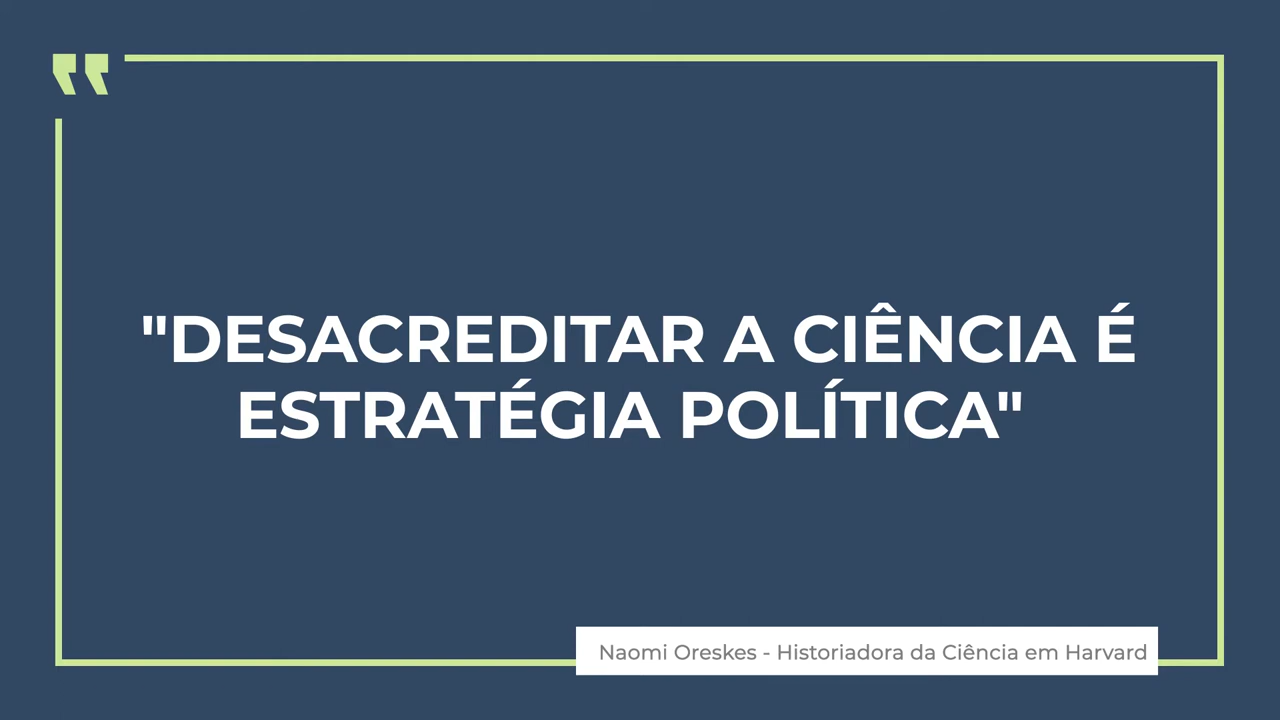 "DESACREDITAR A CIÊNCIA É
ESTRATÉGIA POLÍTICA"
Naomi Oreskes - Historiadora da Ciência em Harvard